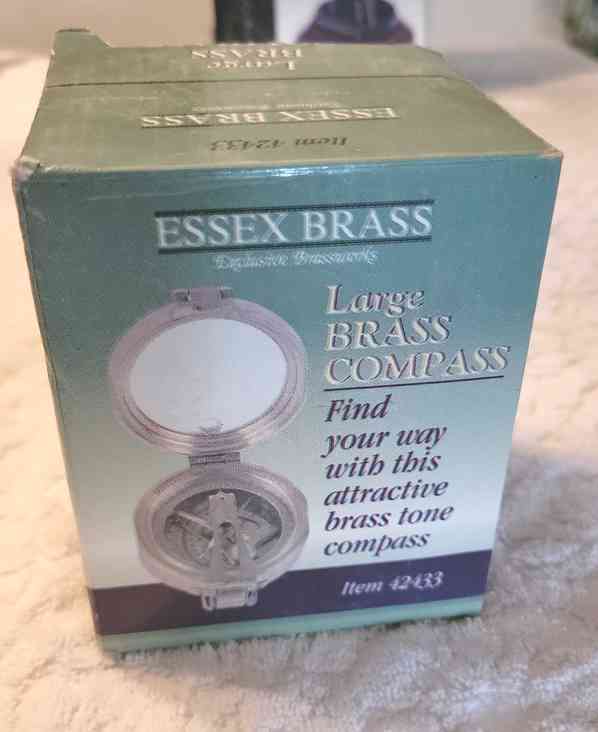 Large
BRASS
ESSEX BRASS
Item 42433
ESSEX BRASS
Exclusive Brassworks
Large
BRASS
COMPASS
Find
your way
with this
attractive
brass tone
compass
Item 42433